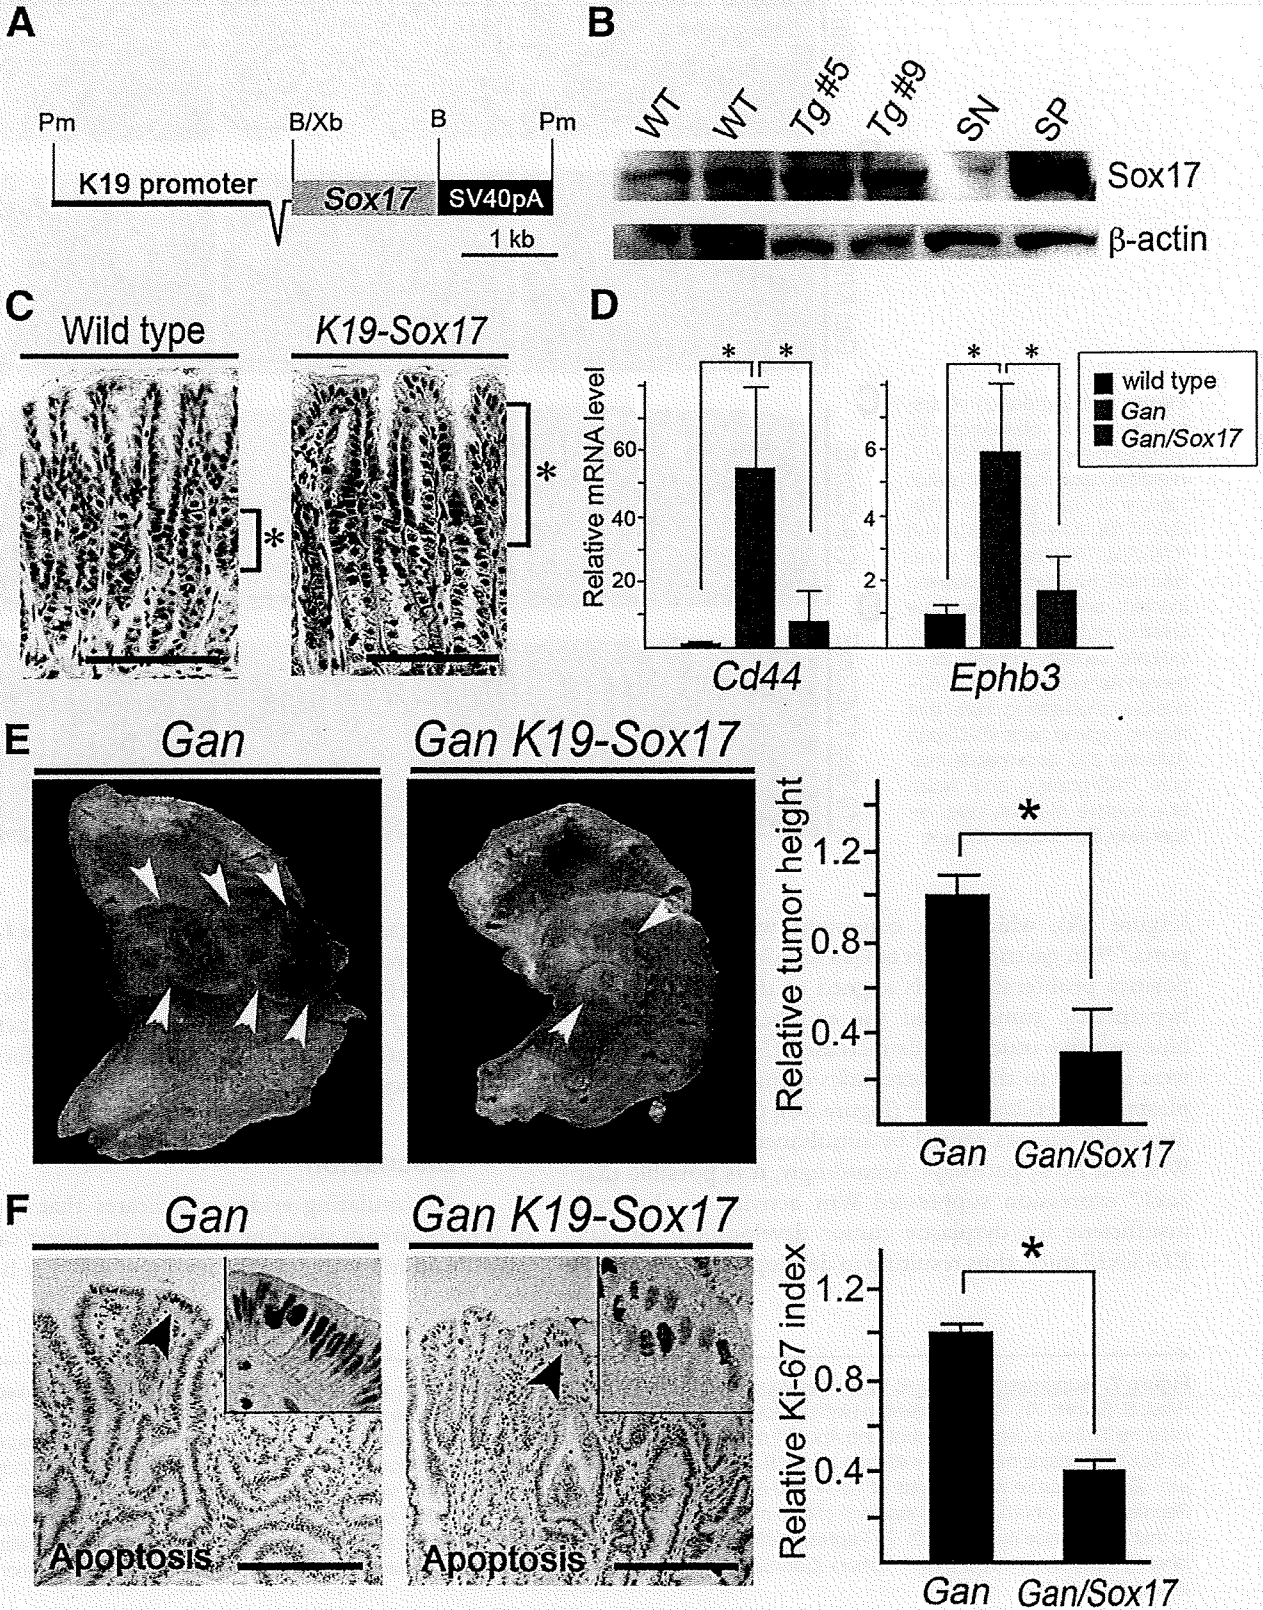 A
Pm B/Xb B Pm
K19 promoter Sox17 SV40pA
1 kb
B
WT WT Tg #5 Tg #9 SN SP
Sox17
β-actin
C
Wild type K19-Sox17
*
*
D
Relative mRNA level
60
40
20
* *
Cd44
6
4
2
* *
Ephb3
wild type
Gan
Gan/Sox17
E
Gan Gan K19-Sox17
Relative tumor height
1.2
0.8
0.4
*
Gan Gan/Sox17
F
Gan Gan K19-Sox17
Apoptosis Apoptosis
Relative Ki-67 index
1.2
0.8
0.4
*
Gan Gan/Sox17